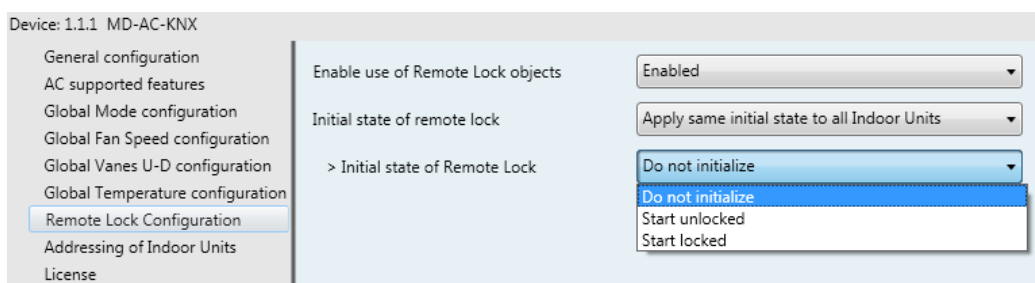 Device: 1.1.1 MD-AC-KNX
General configuration
AC supported features
Global Mode configuration
Global Fan Speed configuration
Global Vanes U-D configuration
Global Temperature configuration
Remote Lock Configuration
Addressing of Indoor Units
License
Enable use of Remote Lock objects
Enabled
Initial state of remote lock
Apply same initial state to all Indoor Units
> Initial state of Remote Lock
Do not initialize
Do not initialize
Start unlocked
Start locked